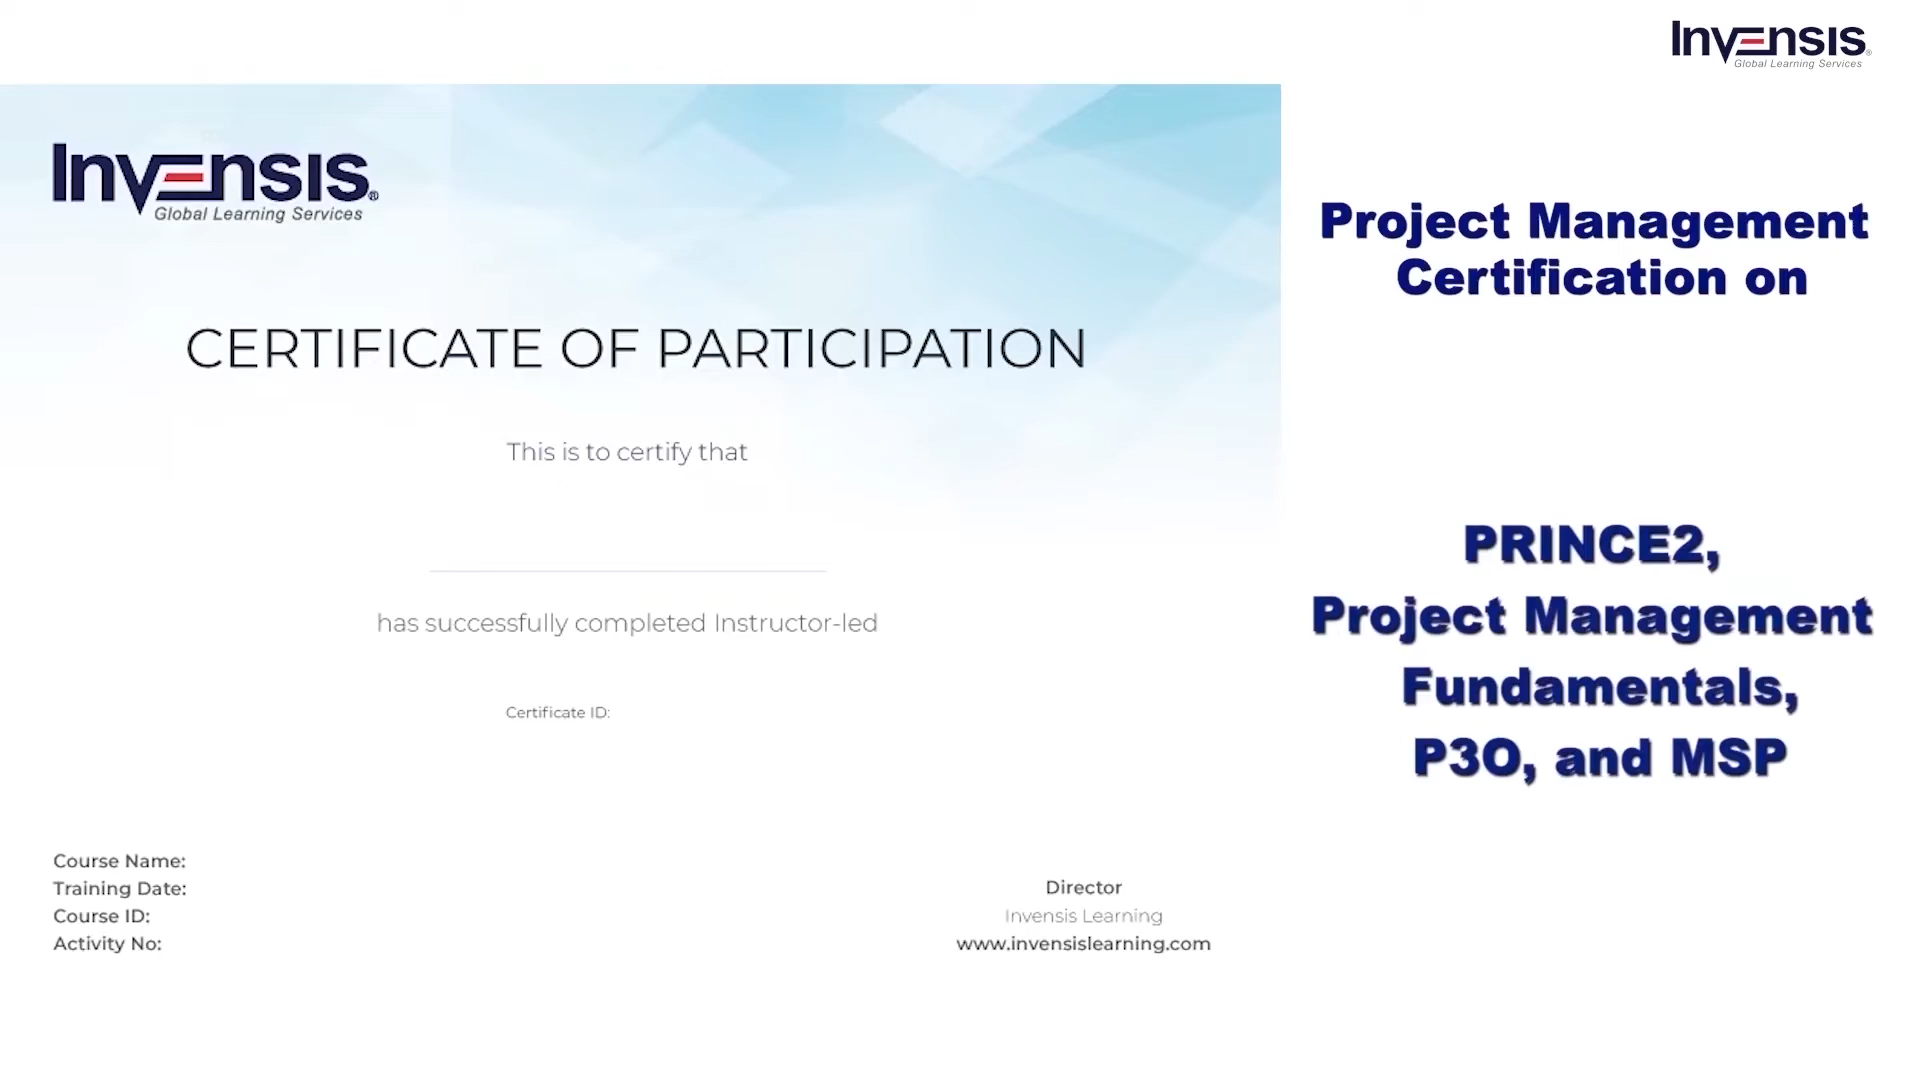 Invensis®
Global Learning Services
Invensis®
Global Learning Services
CERTIFICATE OF PARTICIPATION
This is to certify that
has successfully completed Instructor-led
Certificate ID:
Course Name:
Training Date:
Course ID:
Activity No:
Director
Invensis Learning
www.invensislearning.com
Project Management
Certification on
PRINCE2,
Project Management
Fundamentals,
P3O, and MSP